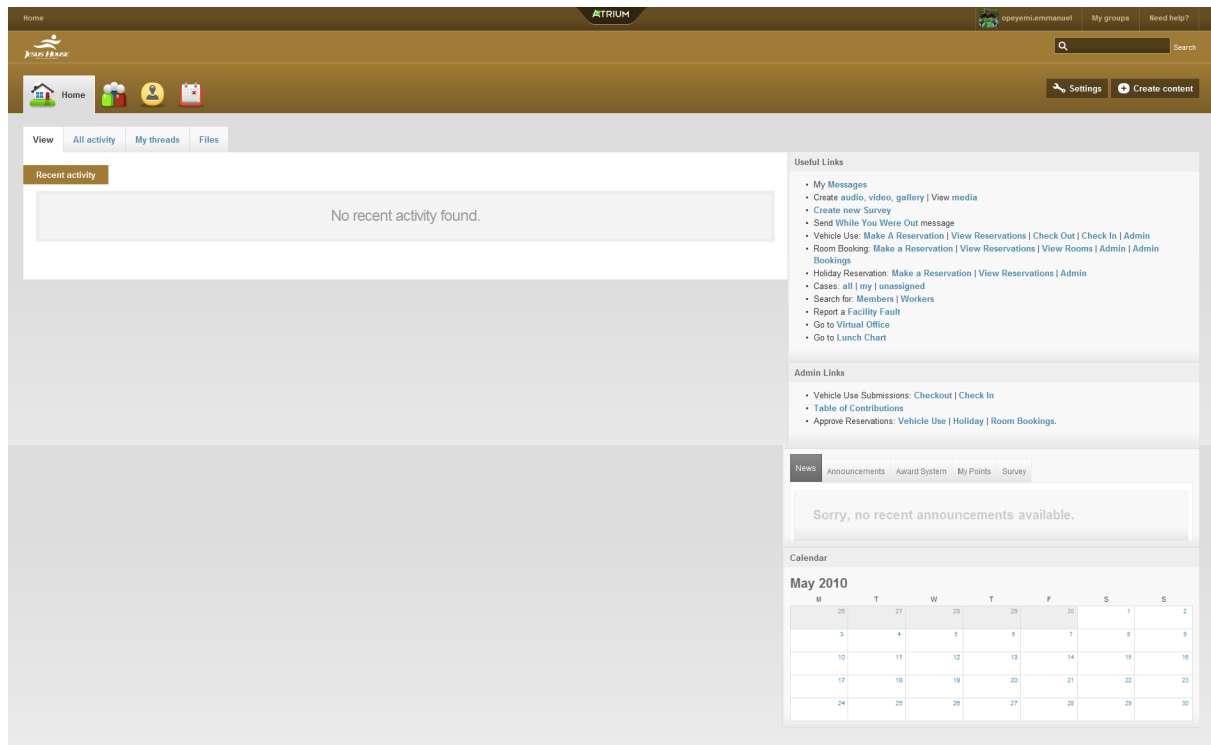 Home
ATRIUM
opeyemi.emmanuel
My groups
Need help?
JESUS HOUSE
Search
Home
Settings
Create content
View
All activity
My threads
Files
Recent activity
No recent activity found.
Useful Links
• My Messages
• Create audio, video, gallery | View media
• Create new Survey
• Send While You Were Out message
• Vehicle Use: Make A Reservation | View Reservations | Check Out | Check In | Admin
• Room Booking: Make a Reservation | View Reservations | View Rooms | Admin | Admin
Bookings
• Holiday Reservation: Make a Reservation | View Reservations | Admin
• Cases: all | my | unassigned
• Search for: Members | Workers
• Report a Facility Fault
• Go to Virtual Office
• Go to Lunch Chart
Admin Links
• Vehicle Use Submissions: Checkout | Check In
• Table of Contributions
• Approve Reservations: Vehicle Use | Holiday | Room Bookings.
News
Announcements
Award System
My Points
Survey
Sorry, no recent announcements available.
Calendar
May 2010
M T W T F S S
26 27 28 29 30 1 2
3 4 5 6 7 8 9
10 11 12 13 14 15 16
17 18 19 20 21 22 23
24 25 26 27 28 29 30